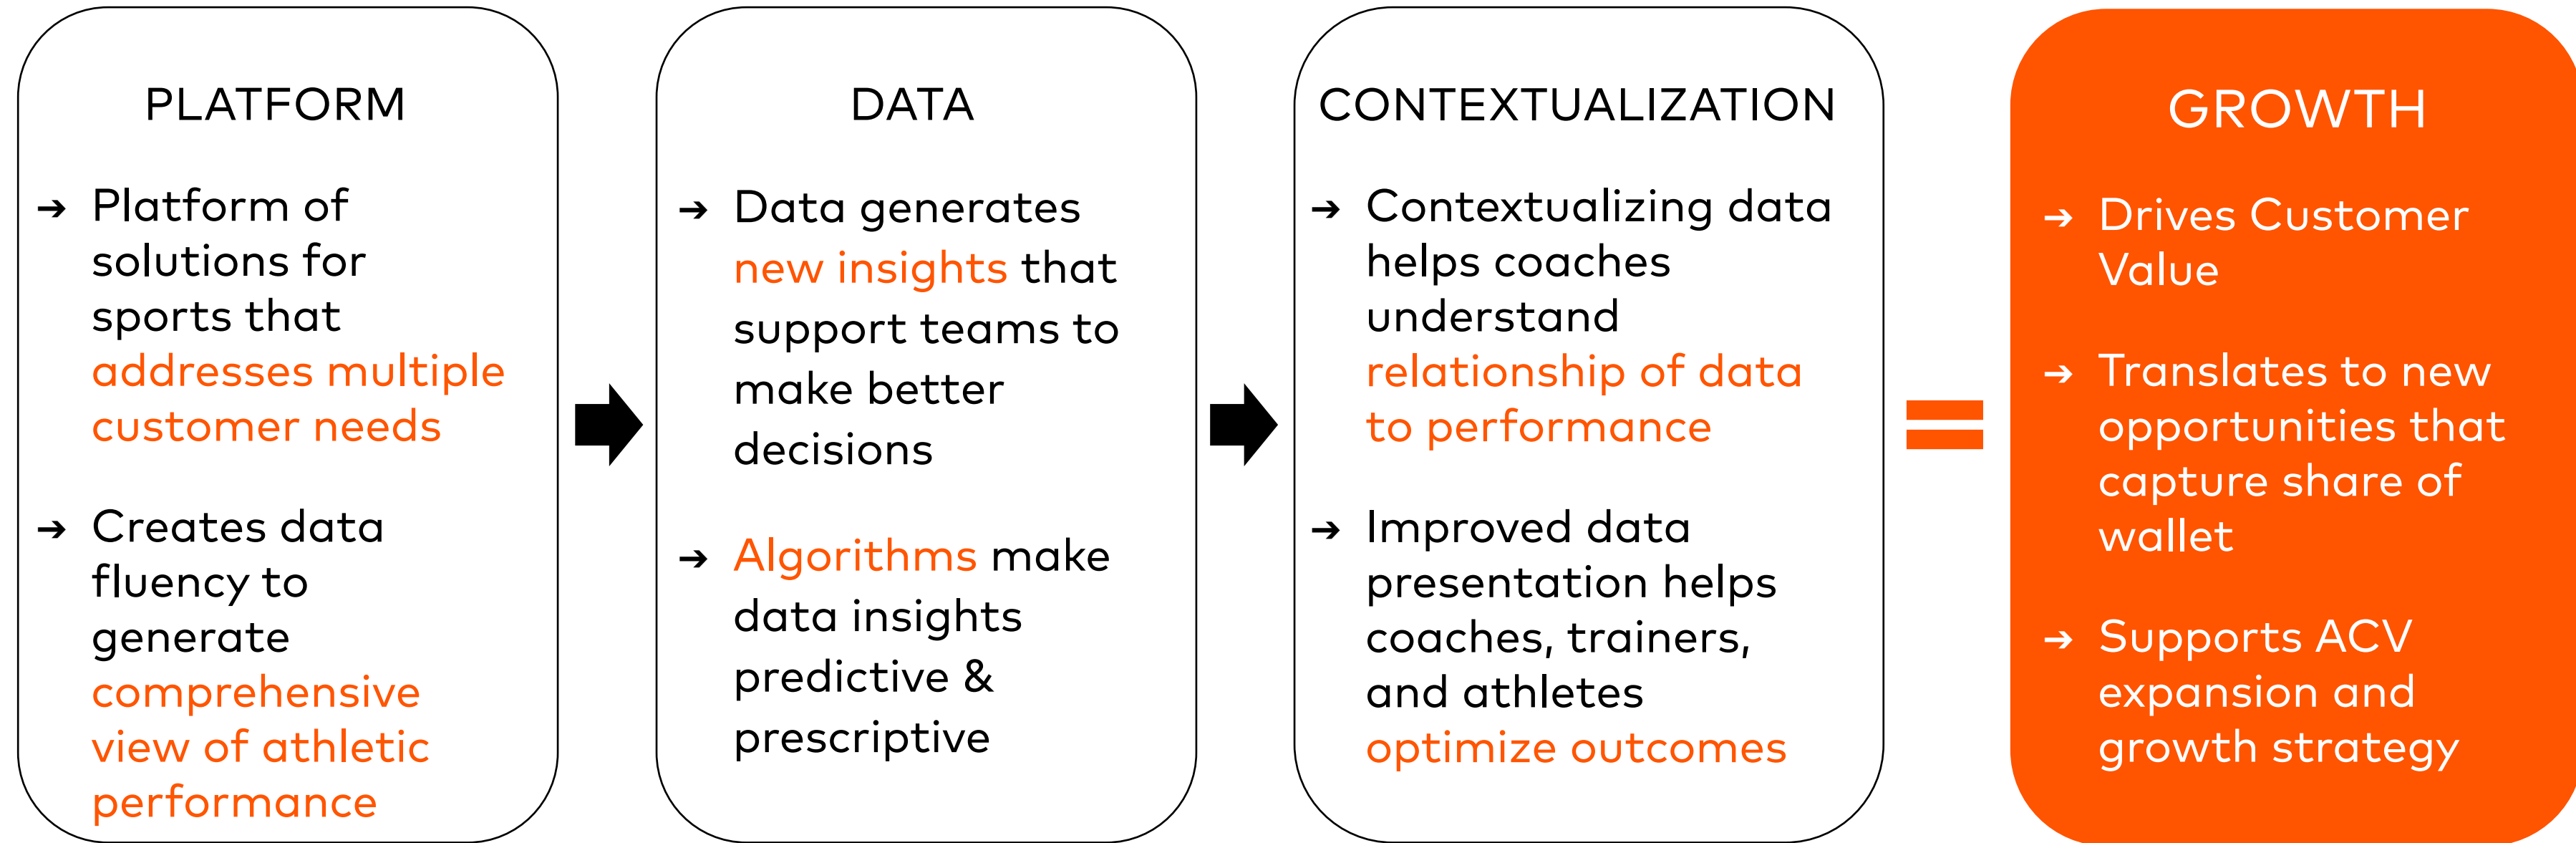 PLATFORM
→ Platform of
solutions for
sports that
addresses multiple
customer needs
→ Creates data
fluency to
generate
comprehensive
view of athletic
performance
DATA
→ Data generates
new insights that
support teams to
make better
decisions
→ Algorithms make
data insights
predictive &
prescriptive
CONTEXTUALIZATION
→ Contextualizing data
helps coaches
understand
relationship of data
to performance
→ Improved data
presentation helps
coaches, trainers,
and athletes
optimize outcomes
=
GROWTH
→ Drives Customer
Value
→ Translates to new
opportunities that
capture share of
wallet
→ Supports ACV
expansion and
growth strategy